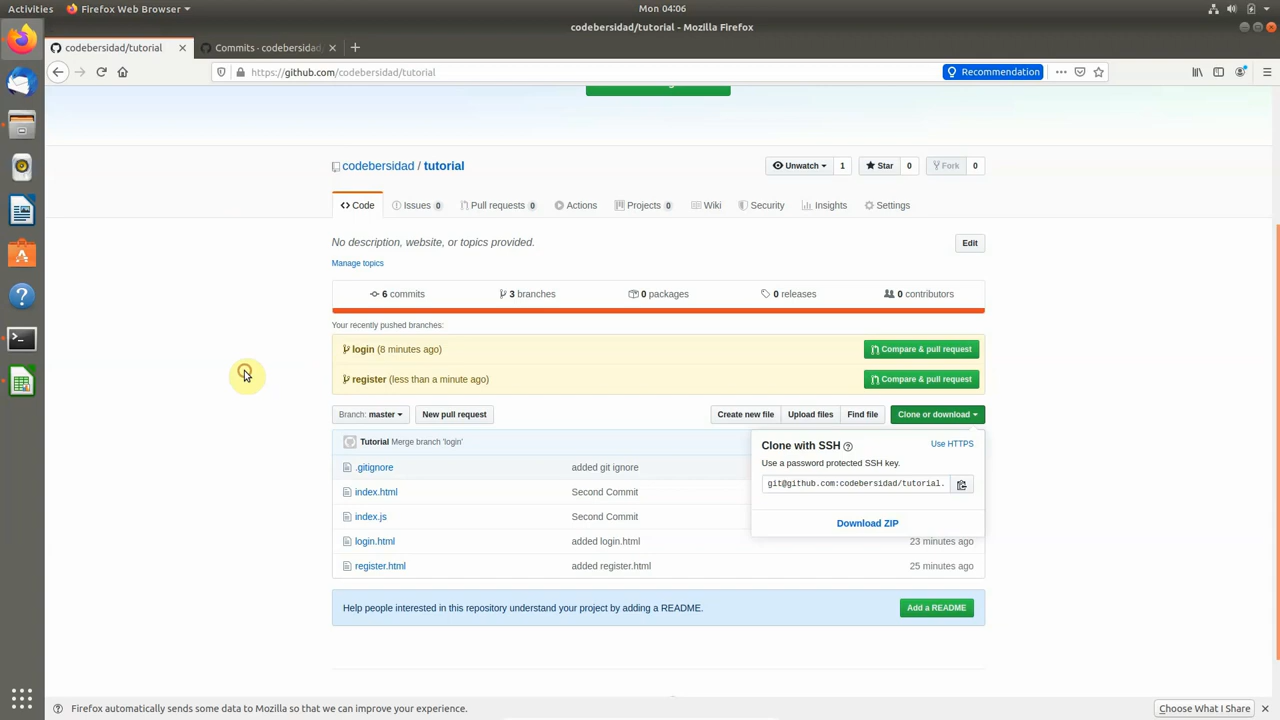 Activities Firefox Web Browser Mon 04:06
codebersidad/tutorial - Mozilla Firefox
codebersidad/tutorial Commits - codebersidad
https://github.com/codebersidad/tutorial Recommendation
codebersidad / tutorial Unwatch 1 Star 0 Fork 0
Code Issues 0 Pull requests 0 Actions Projects 0 Wiki Security Insights Settings
No description, website, or topics provided. Edit
Manage topics
6 commits 3 branches 0 packages 0 releases 0 contributors
Your recently pushed branches:
login (8 minutes ago) Compare & pull request
register (less than a minute ago) Compare & pull request
Branch: master New pull request Create new file Upload files Find file Clone or download
Tutorial Merge branch 'login'
Clone with SSH Use HTTPS
Use a password protected SSH key.
git@github.com:codebersidad/tutorial.
Download ZIP
.gitignore added git ignore
index.html Second Commit
index.js Second Commit
login.html added login.html 23 minutes ago
register.html added register.html 25 minutes ago
Help people interested in this repository understand your project by adding a README. Add a README
Firefox automatically sends some data to Mozilla so that we can improve your experience. Choose What I Share